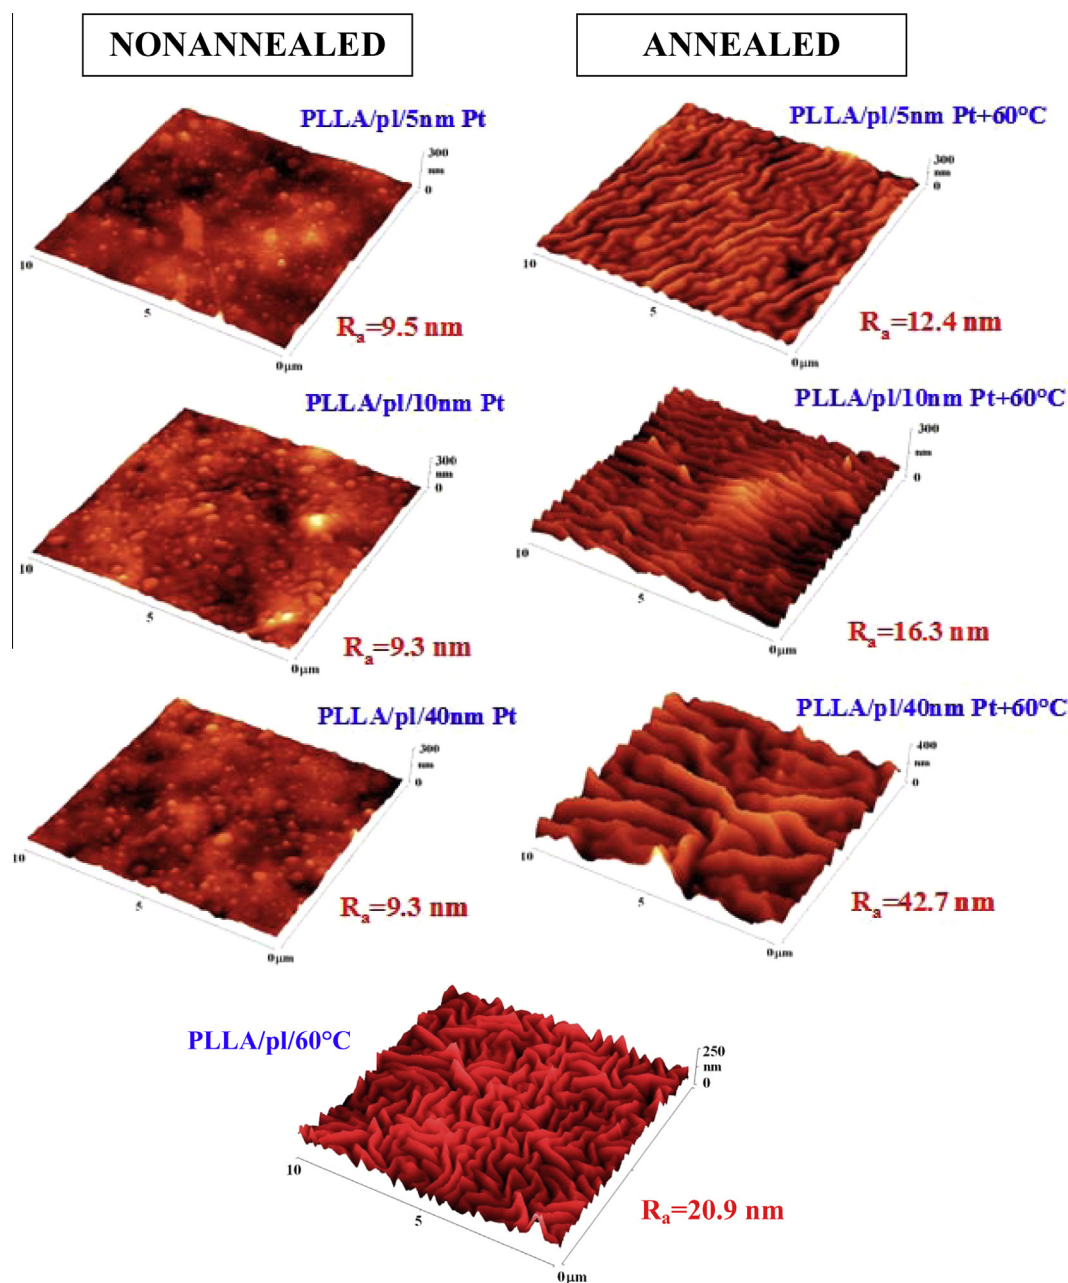 NONANNEALED
ANNEALED
PLLA/pl/5nm Pt
300
nm
0
10
5
0μm
Ra=9.5 nm
PLLA/pl/5nm Pt+60°C
300
nm
0
10
5
0μm
Ra=12.4 nm
PLLA/pl/10nm Pt
300
nm
0
10
5
0μm
Ra=9.3 nm
PLLA/pl/10nm Pt+60°C
300
nm
0
10
5
0μm
Ra=16.3 nm
PLLA/pl/40nm Pt
300
nm
0
10
5
0μm
Ra=9.3 nm
PLLA/pl/40nm Pt+60°C
400
nm
0
10
5
0μm
Ra=42.7 nm
PLLA/pl/60°C
250
nm
0
10
5
0μm
Ra=20.9 nm